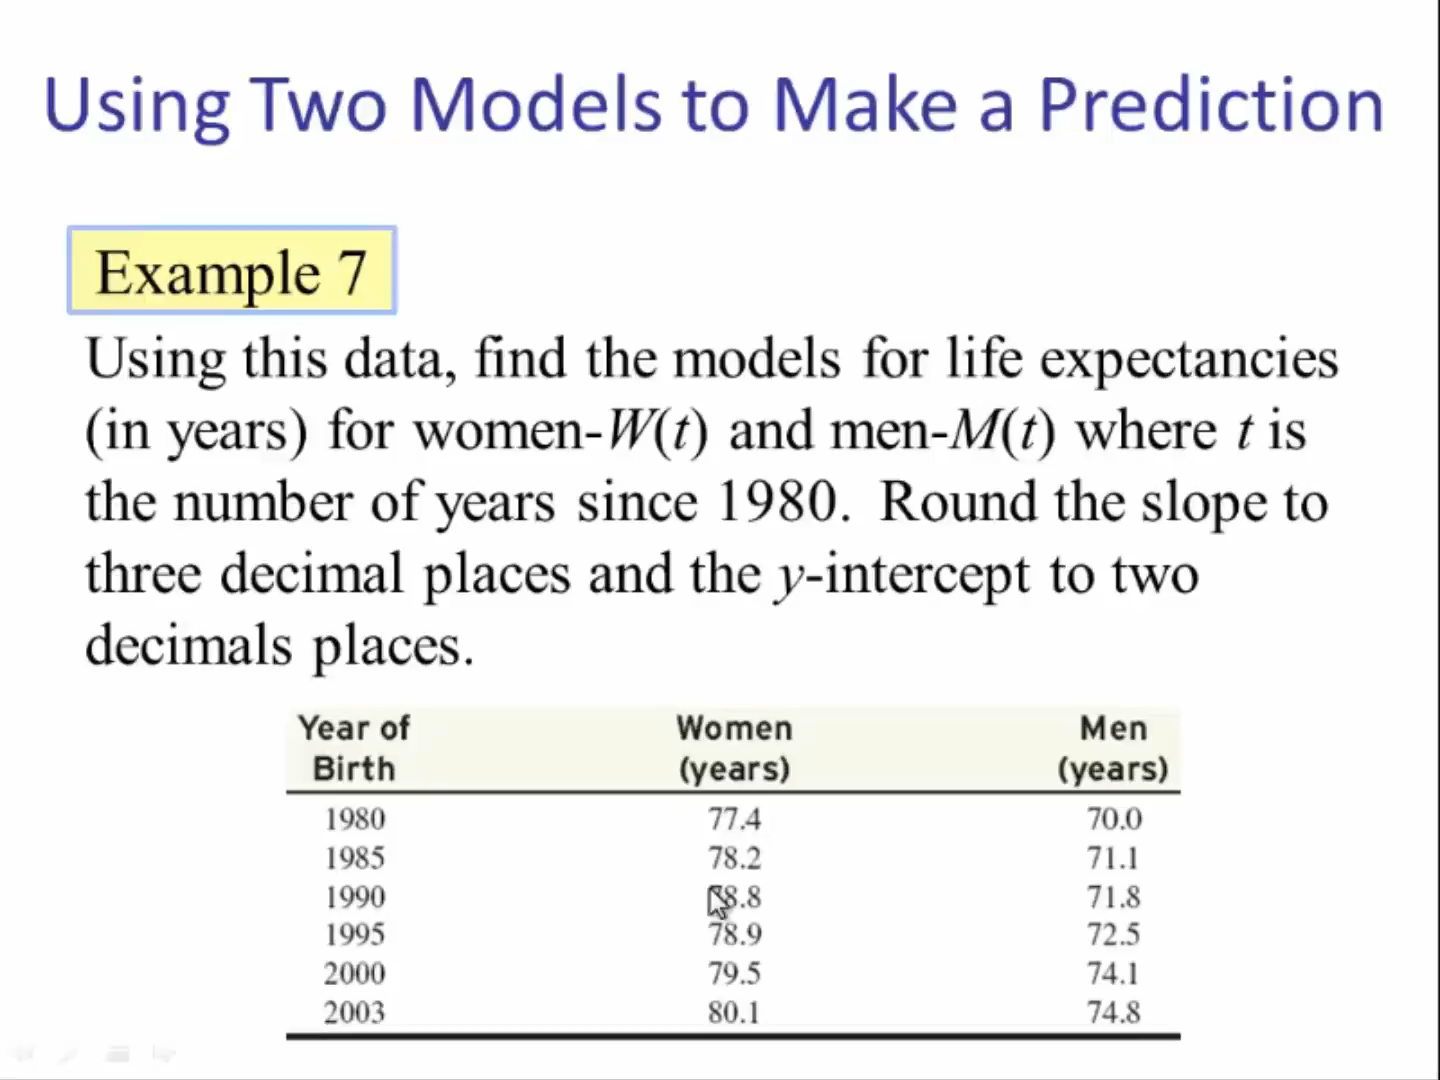 Using Two Models to Make a Prediction
Example 7
Using this data, find the models for life expectancies
(in years) for women-W(t) and men-M(t) where t is
the number of years since 1980. Round the slope to
three decimal places and the y-intercept to two
decimals places.
Year of Birth Women (years) Men (years)
1980 77.4 70.0
1985 78.2 71.1
1990 78.8 71.8
1995 78.9 72.5
2000 79.5 74.1
2003 80.1 74.8